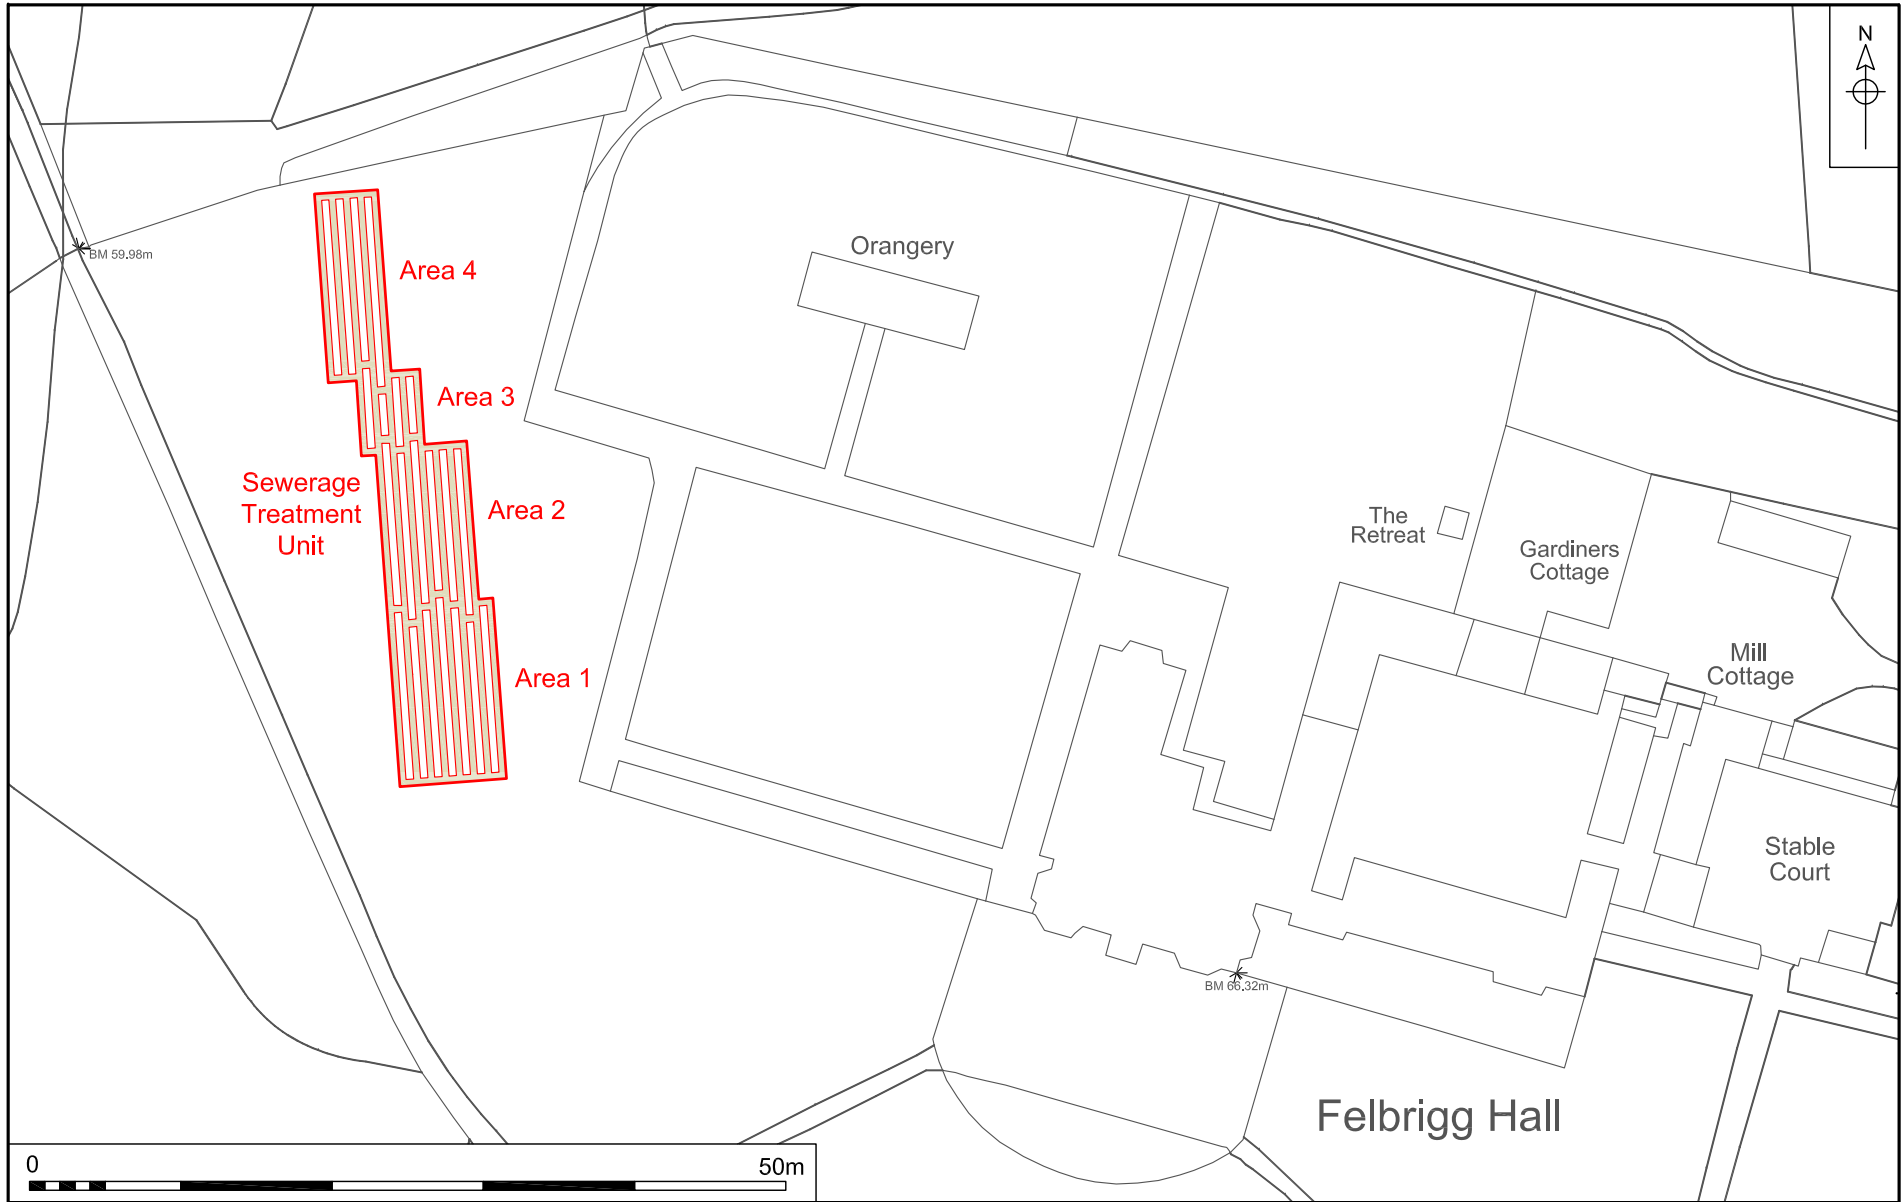 N
Orangery
BM 59.98m
Area 4
Area 3
Sewerage
Treatment
Unit
Area 2
The
Retreat
Gardiners
Cottage
Mill
Cottage
Area 1
Stable
Court
BM 66.32m
Felbrigg Hall
0
50m